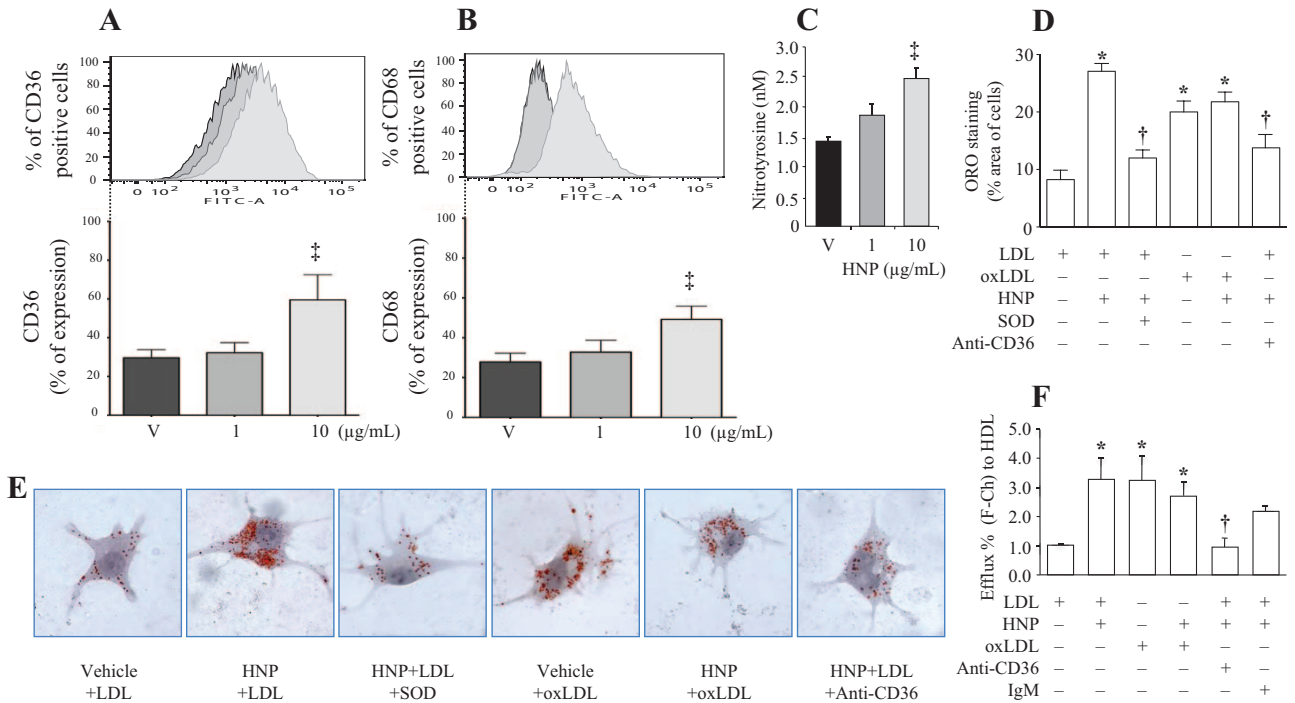 A
% of CD36
positive cells
100
80
60
40
20
0
0 10² 10³ 10⁴ 10⁵
FITC-A
CD36
(% of expression)
100
80
60
40
20
0
V 1 10 (µg/mL)
‡
B
% of CD68
positive cells
100
80
60
40
20
0
0 10² 10³ 10⁴ 10⁵
FITC-A
CD68
(% of expression)
100
80
60
40
20
0
V 1 10 (µg/mL)
‡
C
Nitrotyrosine (nM)
3.0
2.5
2.0
1.5
1.0
0.5
0
‡
V 1 10
HNP (µg/mL)
D
ORO staining
(% area of cells)
30
20
10
0
* † * * †
LDL + + + – – +
oxLDL – – – + + –
HNP – + + – + +
SOD – – + – – –
Anti-CD36 – – – – – +
E
Vehicle
+LDL
HNP
+LDL
HNP+LDL
+SOD
Vehicle
+oxLDL
HNP
+oxLDL
HNP+LDL
+Anti-CD36
F
Efflux % (F-Ch) to HDL
5.0
4.0
3.0
2.0
1.0
0.0
* * * †
LDL + + – – + +
HNP – + – + + +
oxLDL – – + + – –
Anti-CD36 – – – – + –
IgM – – – – – +